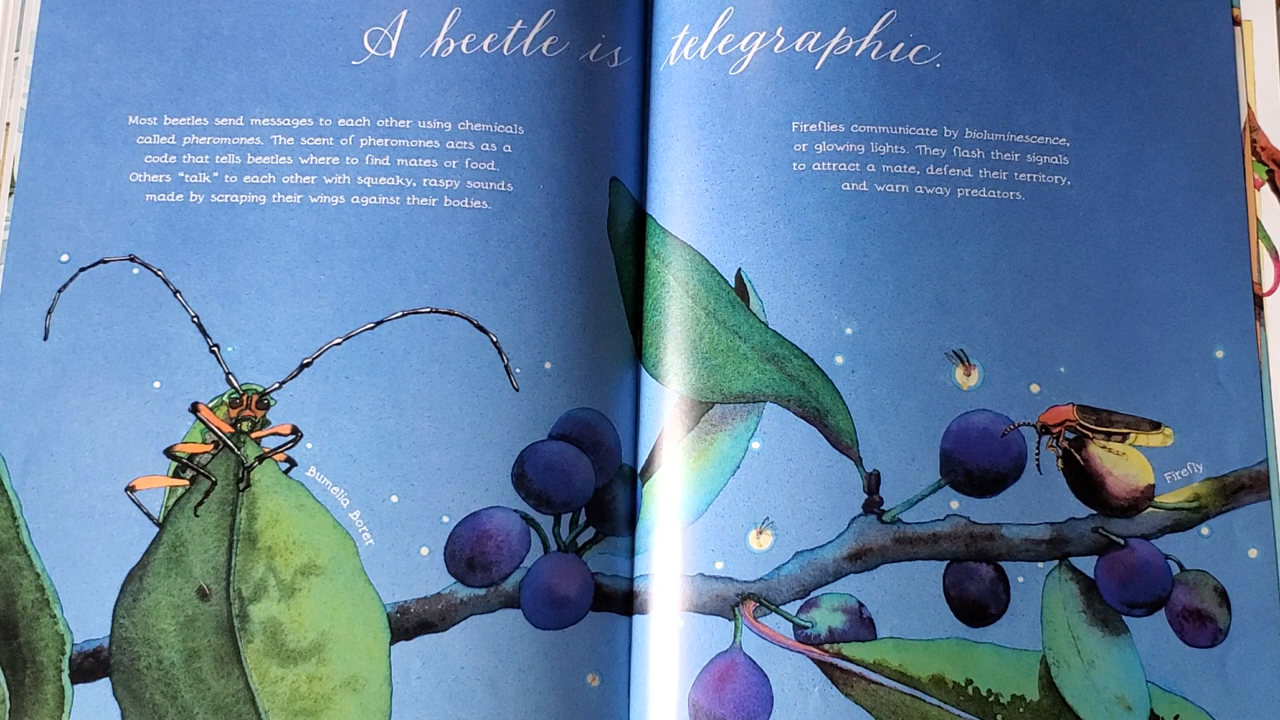 A beetle is telegraphic.
Most beetles send messages to each other using chemicals
called pheromones. The scent of pheromones acts as a
code that tells beetles where to find mates or food.
Others “talk” to each other with squeaky, raspy sounds
made by scraping their wings against their bodies.
Fireflies communicate by bioluminescence,
or glowing lights. They flash their signals
to attract a mate, defend their territory,
and warn away predators.
Bumelia Borer
Firefly